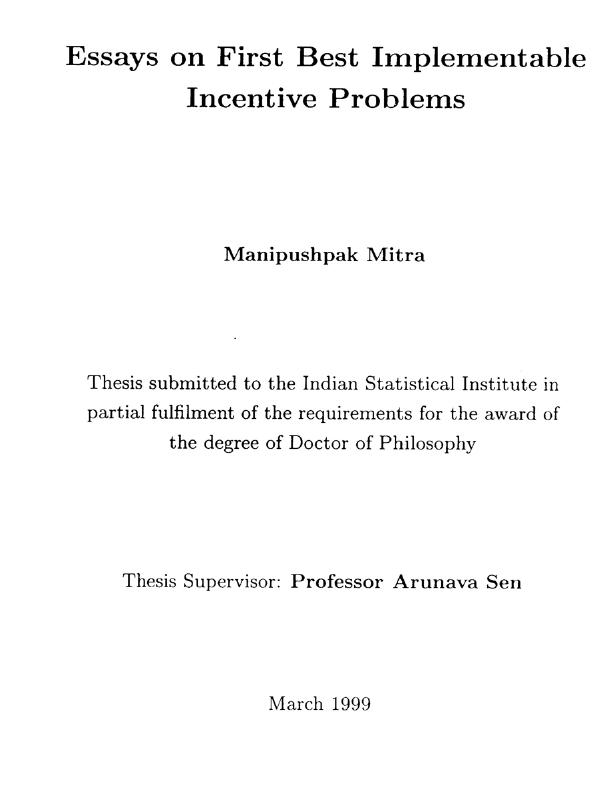 Essays on First Best Implementable
Incentive Problems
Manipushpak Mitra
Thesis submitted to the Indian Statistical Institute in
partial fulfilment of the requirements for the award of
the degree of Doctor of Philosophy
Thesis Supervisor: Professor Arunava Sen
March 1999